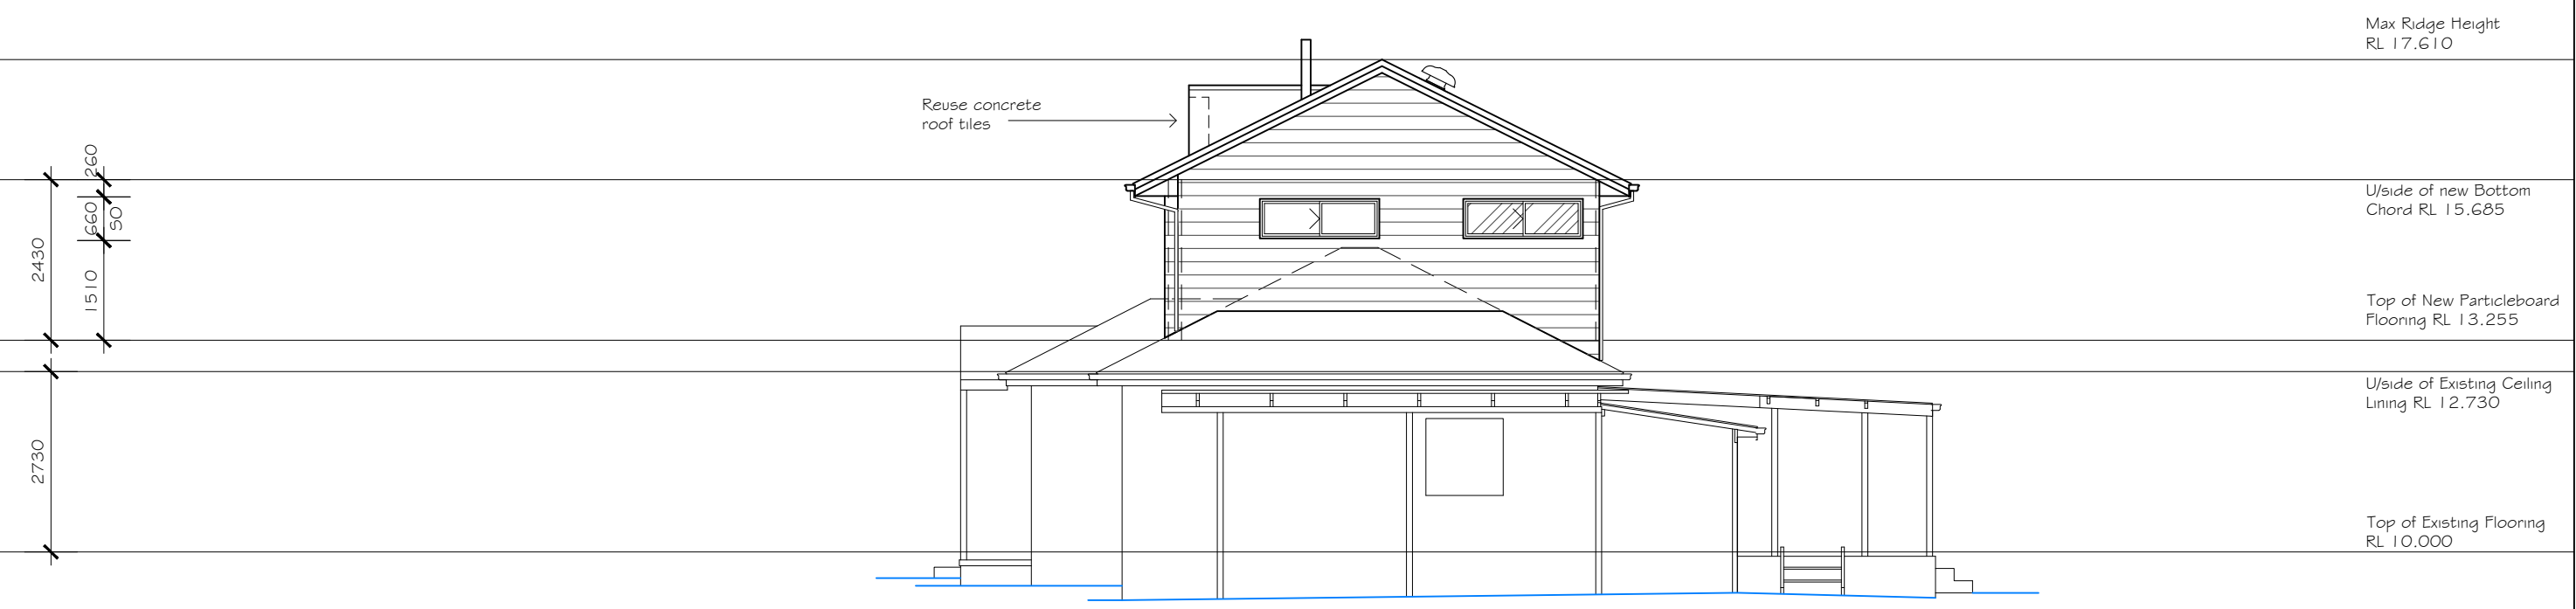 Max Ridge Height
RL 17.610
Reuse concrete
roof tiles
260
660
50
1510
2430
U/side of new Bottom
Chord RL 15.685
Top of New Particleboard
Flooring RL 13.255
U/side of Existing Ceiling
Lining RL 12.730
2730
Top of Existing Flooring
RL 10.000